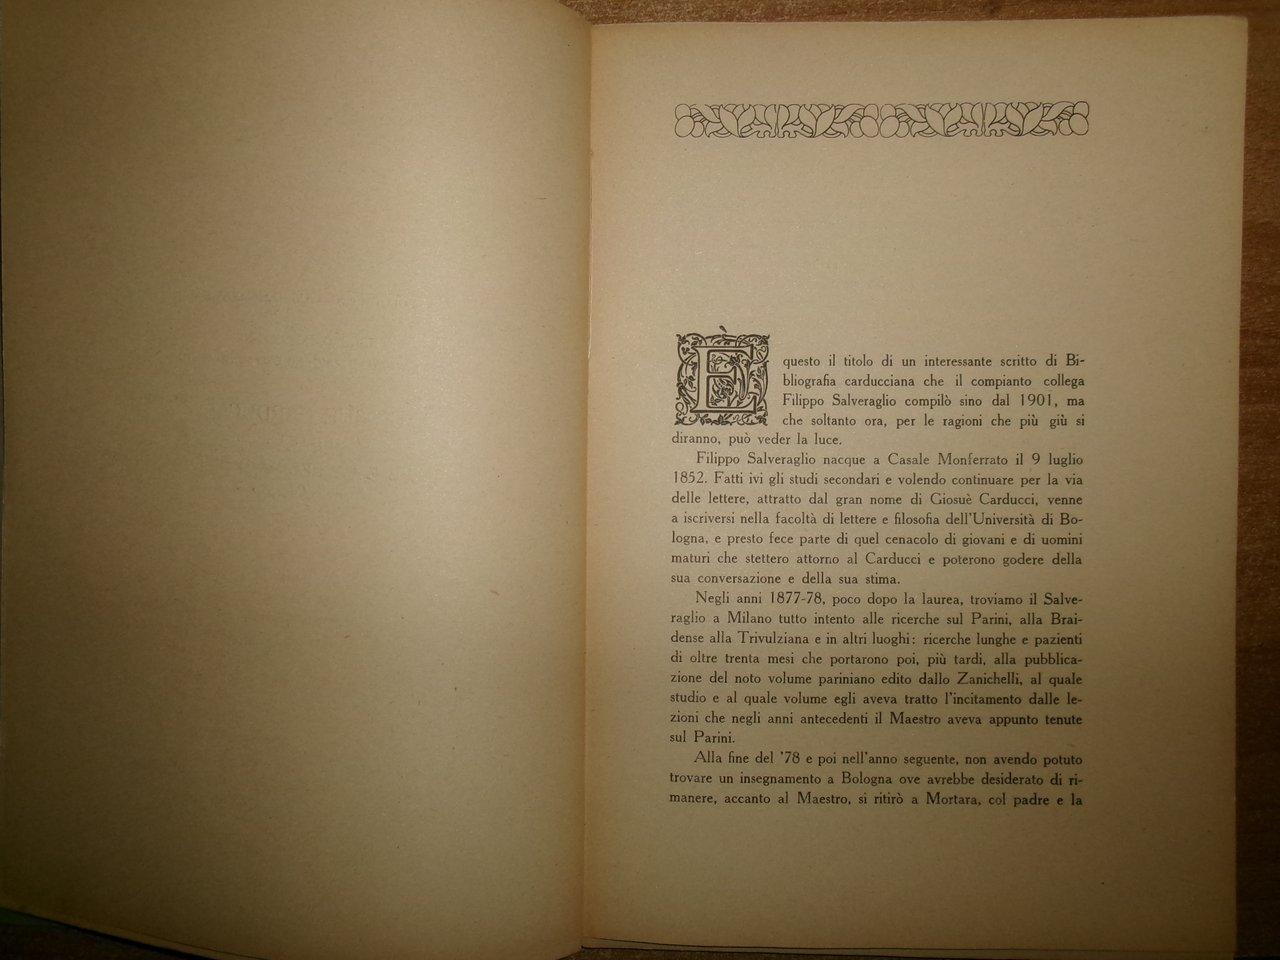 È questo il titolo di un interessante scritto di Bi-
bliografia carducciana che il compianto collega
Filippo Salveraglio compilò sino dal 1901, ma
che soltanto ora, per le ragioni che più giù si
diranno, può veder la luce.
Filippo Salveraglio nacque a Casale Monferrato il 9 luglio
1852. Fatti ivi gli studi secondari e volendo continuare per la via
delle lettere, attratto dal gran nome di Giosuè Carducci, venne
a iscriversi nella facoltà di lettere e filosofia dell'Università di Bo-
logna, e presto fece parte di quel cenacolo di giovani e di uomini
maturi che stettero attorno al Carducci e poterono godere della
sua conversazione e della sua stima.
Negli anni 1877-78, poco dopo la laurea, troviamo il Salve-
raglio a Milano tutto intento alle ricerche sul Parini, alla Brai-
dense alla Trivulziana e in altri luoghi: ricerche lunghe e pazienti
di oltre trenta mesi che portarono poi, più tardi, alla pubblica-
zione del noto volume pariniano edito dallo Zanichelli, al quale
studio e al quale volume egli aveva tratto l'incitamento dalle le-
zioni che negli anni antecedenti il Maestro aveva appunto tenute
sul Parini.
Alla fine del '78 e poi nell'anno seguente, non avendo potuto
trovare un insegnamento a Bologna ove avrebbe desiderato di ri-
manere, accanto al Maestro, si ritirò a Mortara, col padre e la